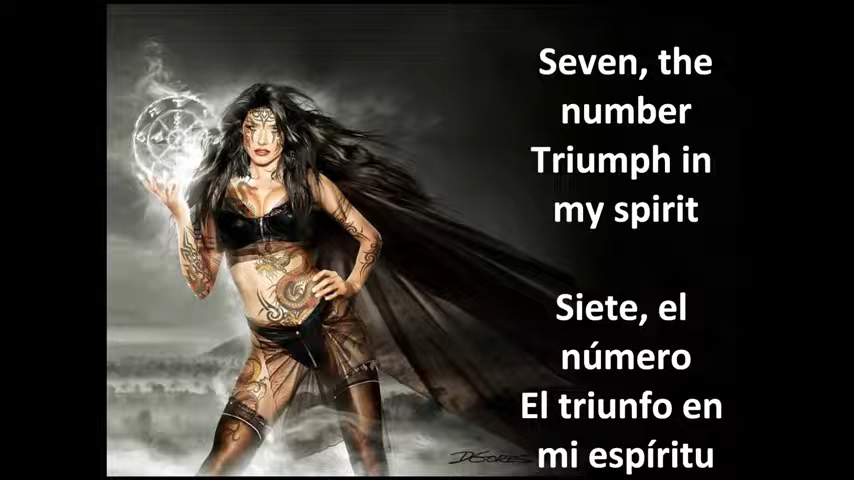 Seven, the
number
Triumph in
my spirit
Siete, el
número
El triunfo en
mi espíritu